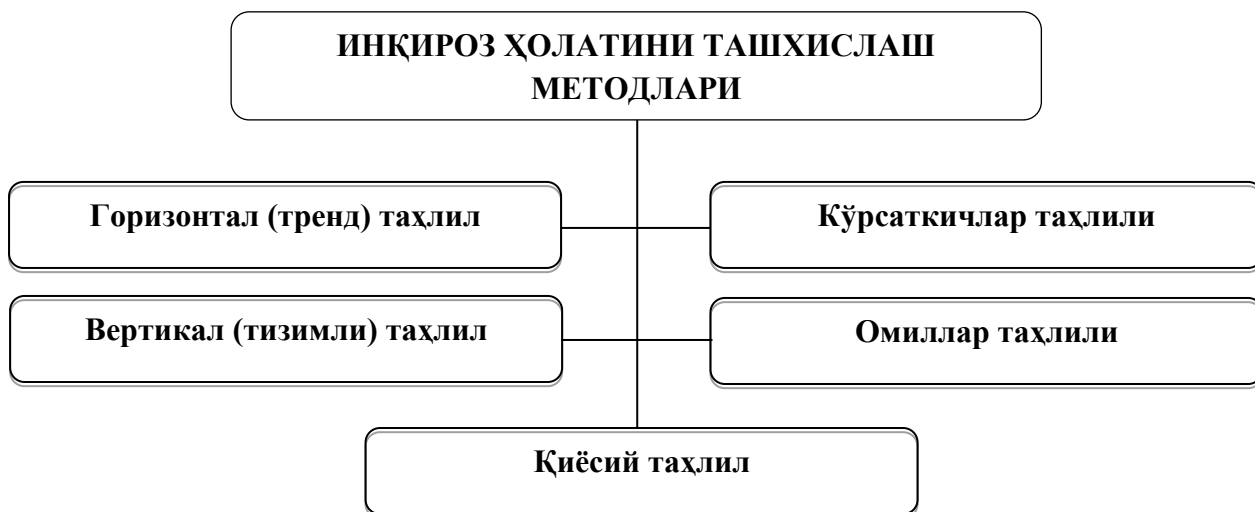 ИНҚИРОЗ ҲОЛАТИНИ ТАШХИСЛАШ
МЕТОДЛАРИ
Горизонтал (тренд) таҳлил
Кўрсаткичлар таҳлили
Вертикал (тизимли) таҳлил
Омиллар таҳлили
Қиёсий таҳлил